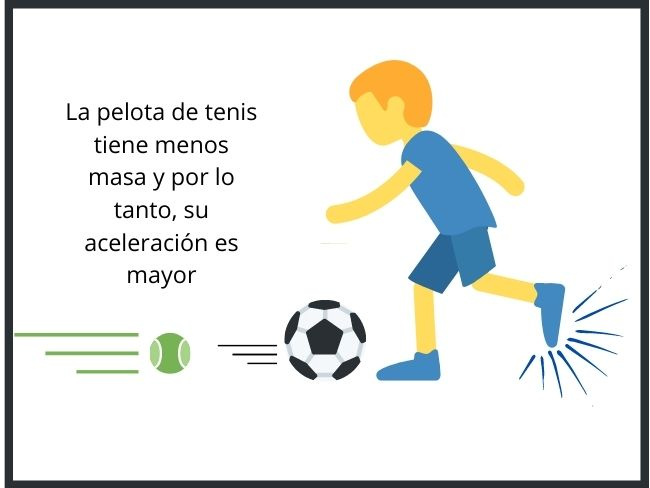 La pelota de tenis
tiene menos
masa y por lo
tanto, su
aceleración es
mayor